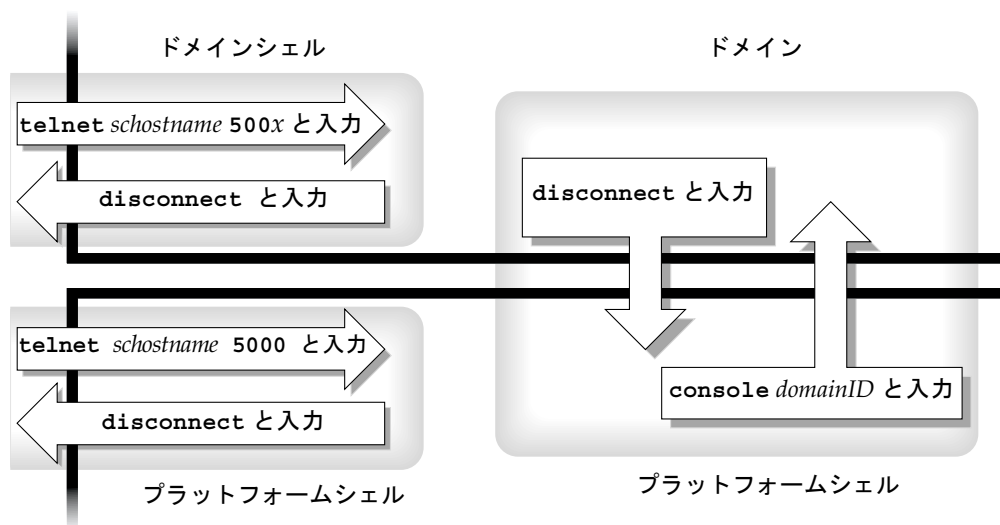 ドメインシェル
telnet schostname 500x と入力
disconnect と入力
ドメイン
disconnect と入力
telnet schostname 5000 と入力
disconnect と入力
プラットフォームシェル
console domainID と入力
プラットフォームシェル